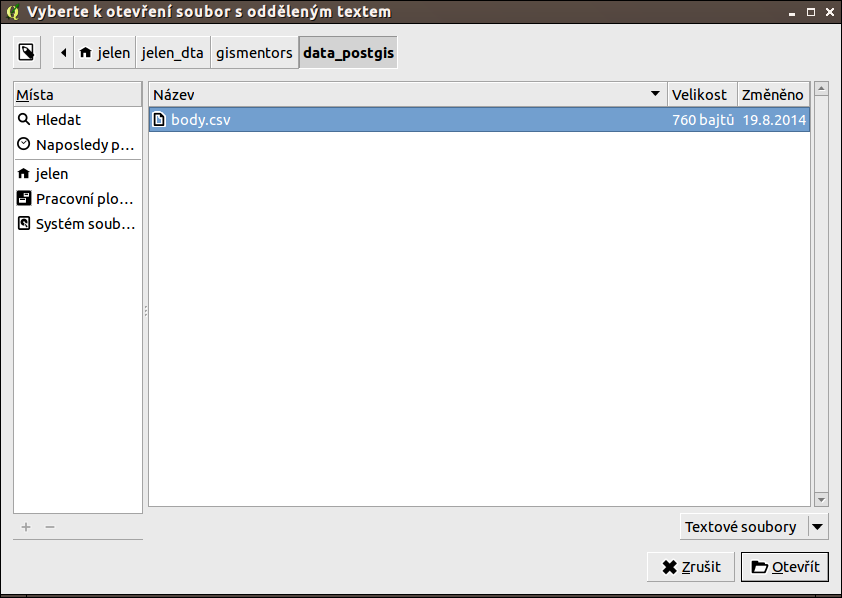 Vyberte k otevření soubor s odděleným textem
jelen jelen_dta gismentors data_postgis
Místa
Hledat
Naposledy p...
jelen
Pracovní plo...
Systém soub...
Název Velikost Změněno
body.csv 760 bajtů 19.8.2014
Textové soubory
Zrušit Otevřít